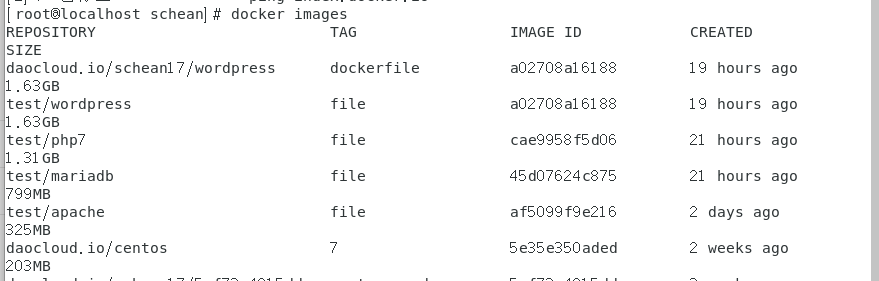 [root@localhost schean]# docker images
REPOSITORY TAG IMAGE ID CREATED
SIZE
daocloud.io/schean17/wordpress dockerfile a02708a16188 19 hours ago
1.63GB
test/wordpress file a02708a16188 19 hours ago
1.63GB
test/php7 file cae9958f5d06 21 hours ago
1.31GB
test/mariadb file 45d07624c875 21 hours ago
799MB
test/apache file af5099f9e216 2 days ago
325MB
daocloud.io/centos 7 5e35e350aded 2 weeks ago
203MB